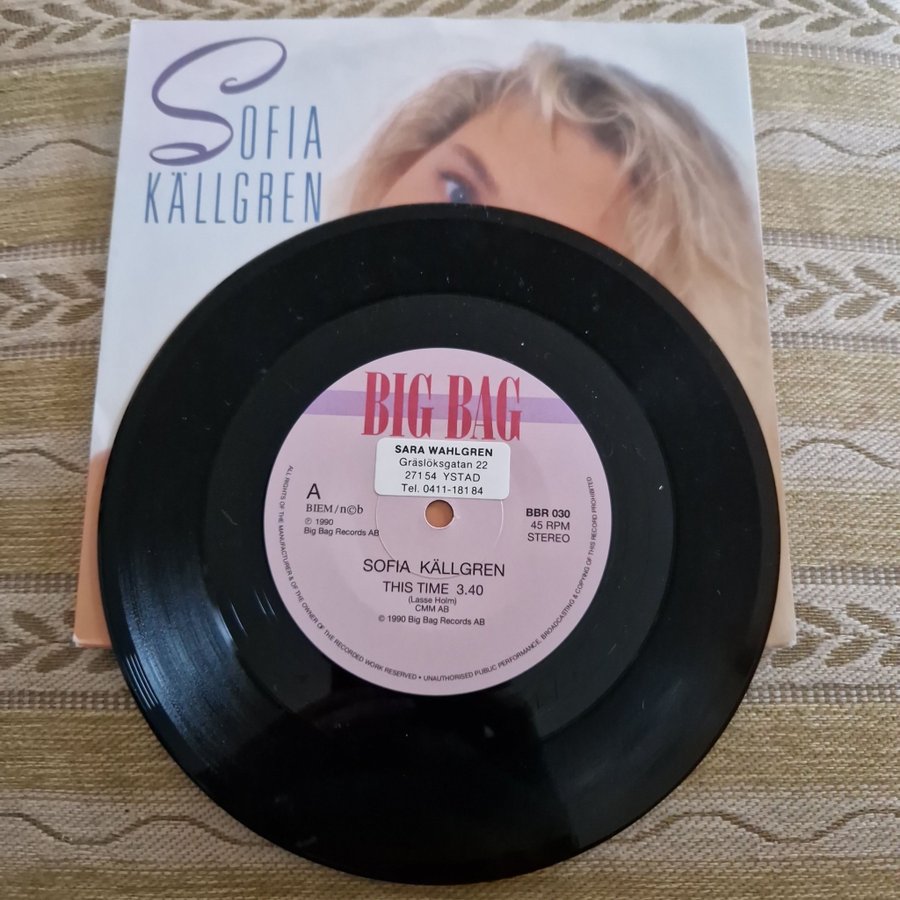 SOFIA
KÄLLGREN
BIG BAG
SARA WAHLGREN
Gräslöksgatan 22
271 54 YSTAD
Tel. 0411-181 84
A
BIEM/n©b
℗ 1990
Big Bag Records AB
BBR 030
45 RPM
STEREO
SOFIA KÄLLGREN
THIS TIME 3.40
(Lasse Holm)
CMM AB
© 1990 Big Bag Records AB
ALL RIGHTS OF THE MANUFACTURER & OF THE OWNER OF THE RECORDED WORK RESERVED • UNAUTHORISED PUBLIC PERFORMANCE, BROADCASTING & COPYING OF THIS RECORD PROHIBITED